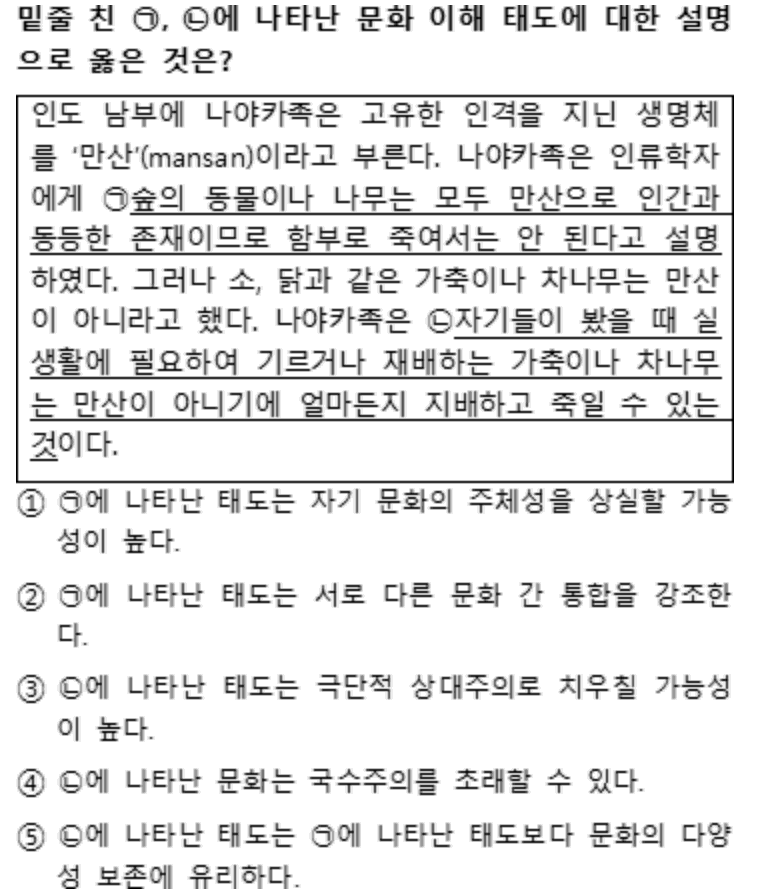 밑줄 친 ㉠, ㉡에 나타난 문화 이해 태도에 대한 설명
으로 옳은 것은?
인도 남부에 나야카족은 고유한 인격을 지닌 생명체
를 ‘만산’(mansan)이라고 부른다. 나야카족은 인류학자
에게 ㉠숲의 동물이나 나무는 모두 만산으로 인간과
동등한 존재이므로 함부로 죽여서는 안 된다고 설명
하였다. 그러나 소, 닭과 같은 가축이나 차나무는 만산
이 아니라고 했다. 나야카족은 ㉡자기들이 봤을 때 실
생활에 필요하여 기르거나 재배하는 가축이나 차나무
는 만산이 아니기에 얼마든지 지배하고 죽일 수 있는
것이다.
① ㉠에 나타난 태도는 자기 문화의 주체성을 상실할 가능
성이 높다.
② ㉠에 나타난 태도는 서로 다른 문화 간 통합을 강조한
다.
③ ㉡에 나타난 태도는 극단적 상대주의로 치우칠 가능성
이 높다.
④ ㉡에 나타난 문화는 국수주의를 초래할 수 있다.
⑤ ㉡에 나타난 태도는 ㉠에 나타난 태도보다 문화의 다양
성 보존에 유리하다.